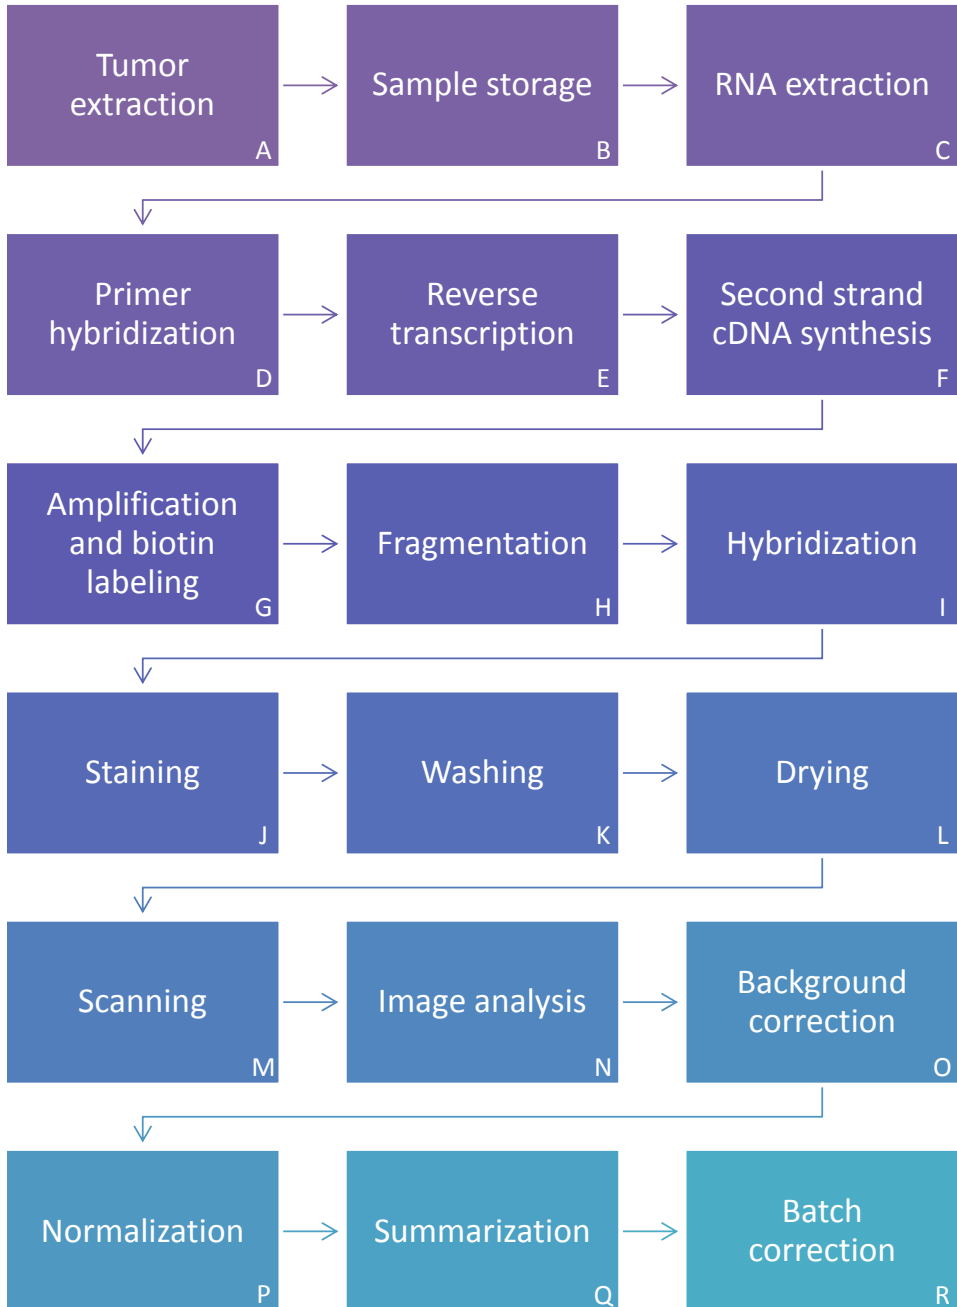 Tumor
extraction
A
Sample storage
B
RNA extraction
C
Primer
hybridization
D
Reverse
transcription
E
Second strand
cDNA synthesis
F
Amplification
and biotin
labeling
G
Fragmentation
H
Hybridization
I
Staining
J
Washing
K
Drying
L
Scanning
M
Image analysis
N
Background
correction
O
Normalization
P
Summarization
Q
Batch
correction
R